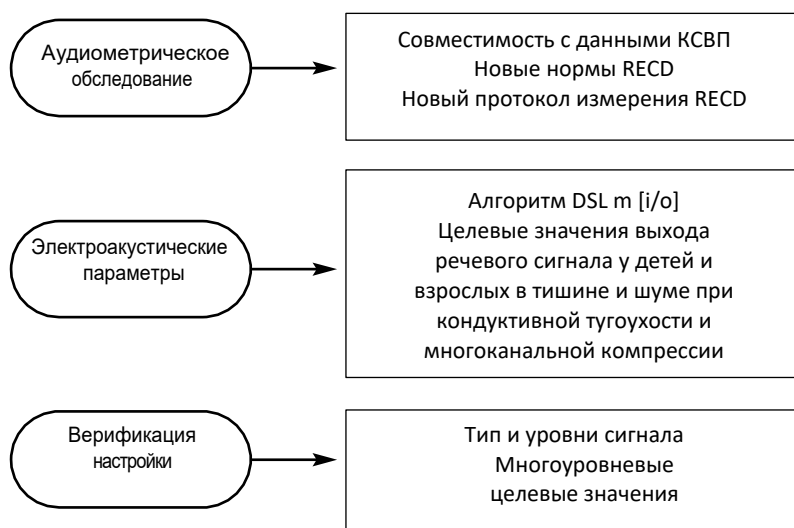 Аудиометрическое
обследование
Совместимость с данными КСВП
Новые нормы RECD
Новый протокол измерения RECD
Электроакустические
параметры
Алгоритм DSL m [i/o]
Целевые значения выхода
речевого сигнала у детей и
взрослых в тишине и шуме при
кондуктивной тугоухости и
многоканальной компрессии
Верификация
настройки
Тип и уровни сигнала
Многоуровневые
целевые значения